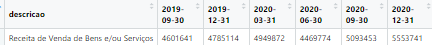 descricao 2019-09-30 2019-12-31 2020-03-31 2020-06-30 2020-09-30 2020-12-31
Receita de Venda de Bens e/ou Serviços 4601641 4785114 4949872 4469774 5093453 5553741